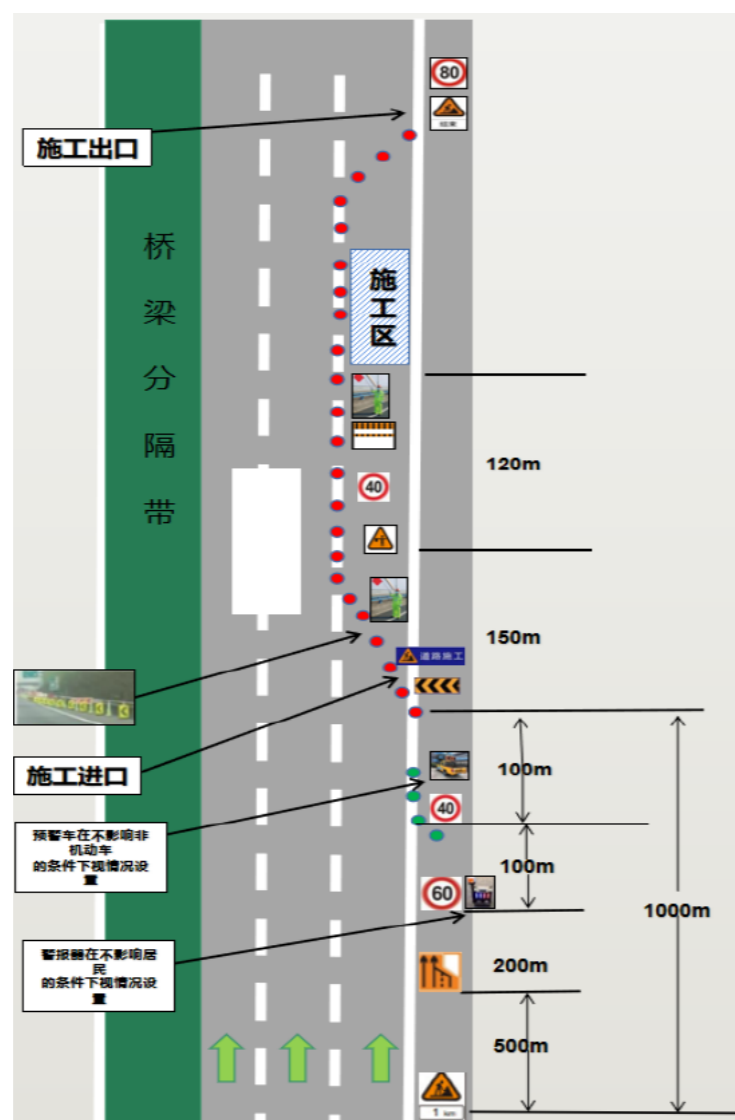 80
结束
施工出口
桥梁分隔带
施工区
120m
40
150m
道路施工
施工进口
100m
40
预警车在不影响非
机动车
的条件下视情况设
置
100m
60
1000m
警报器在不影响居
民
的条件下视情况设
置
200m
500m
1 km